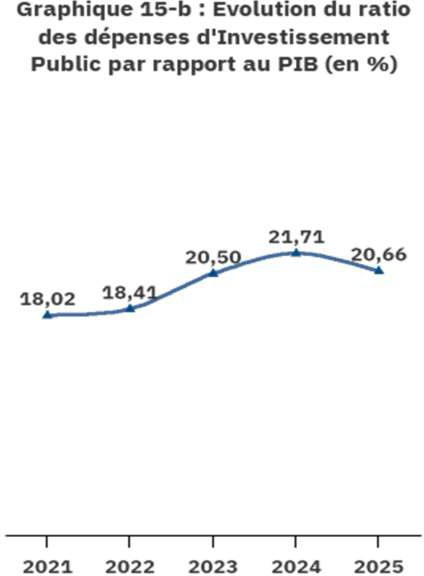 Graphique 15-b : Evolution du ratio
des dépenses d'Investissement
Public par rapport au PIB (en %)
21,71
20,50
20,66
18,02
18,41
2021 2022 2023 2024 2025